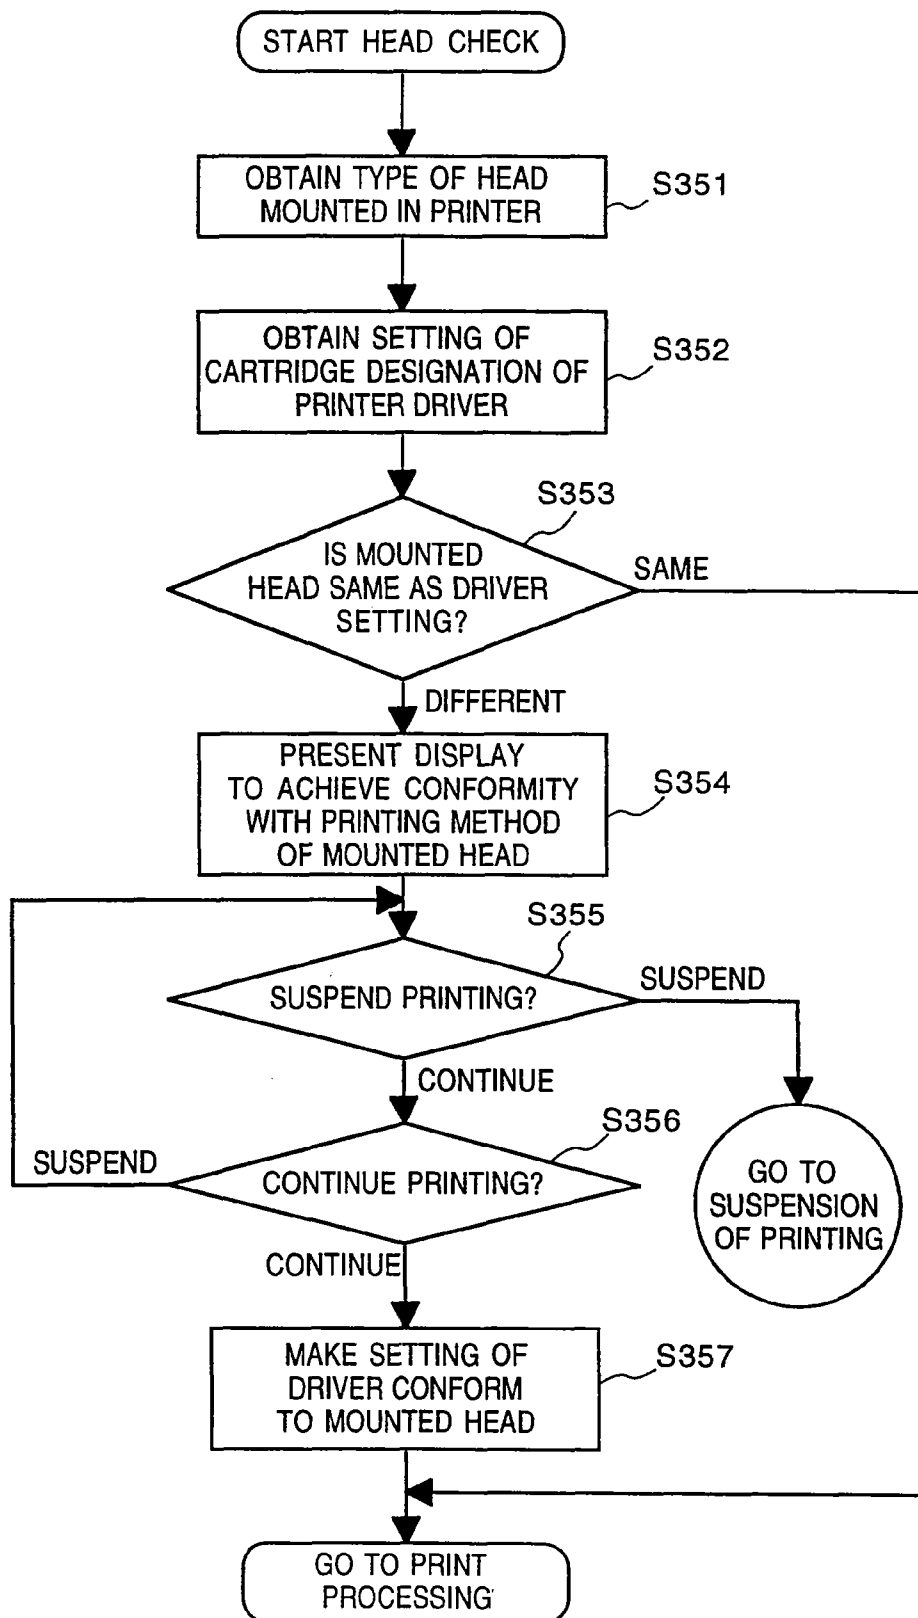 START HEAD CHECK
OBTAIN TYPE OF HEAD
MOUNTED IN PRINTER
S351
OBTAIN SETTING OF
CARTRIDGE DESIGNATION OF
PRINTER DRIVER
S352
S353
IS MOUNTED
HEAD SAME AS DRIVER
SETTING?
SAME
DIFFERENT
PRESENT DISPLAY
TO ACHIEVE CONFORMITY
WITH PRINTING METHOD
OF MOUNTED HEAD
S354
S355
SUSPEND PRINTING?
SUSPEND
CONTINUE
S356
SUSPEND
CONTINUE PRINTING?
GO TO
SUSPENSION
OF PRINTING
CONTINUE
MAKE SETTING OF
DRIVER CONFORM
TO MOUNTED HEAD
S357
GO TO PRINT
PROCESSING